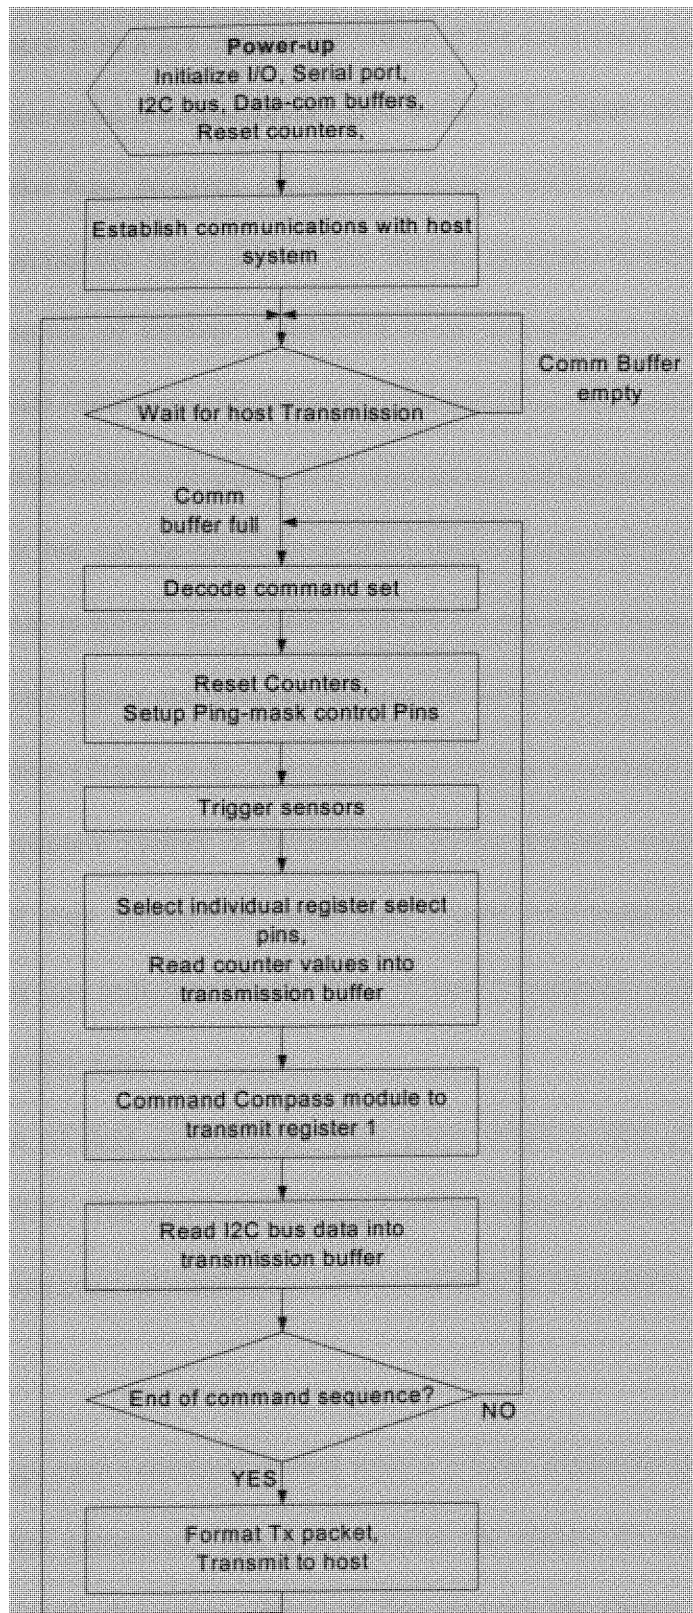 Power-up
Initialize I/O, Serial port,
I2C bus, Data-com buffers,
Reset counters,
Establish communications with host
system
Comm Buffer
empty
Wait for host Transmission
Comm
buffer full
Decode command set
Reset Counters,
Setup Ping-mask control Pins
Trigger sensors
Select individual register select
pins,
Read counter values into
transmission buffer
Command Compass module to
transmit register 1
Read I2C bus data into
transmission buffer
End of command sequence?
NO
YES
Format Tx packet,
Transmit to host